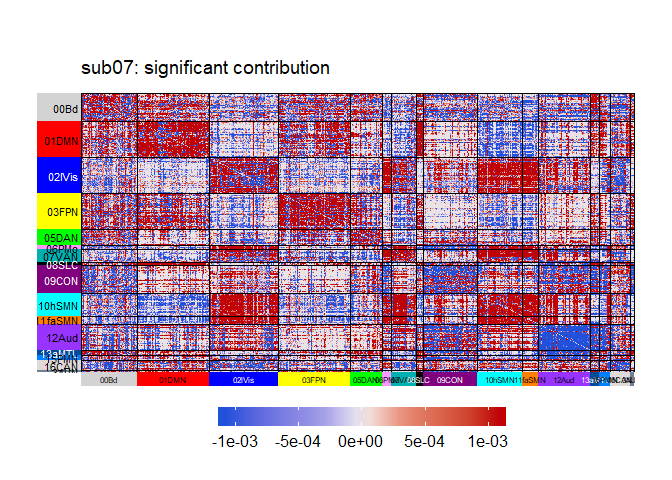 sub07: significant contribution
00Bd
01DMN
02lVis
03FPN
05DAN
07VAN
08SLC
09CON
10hSMN
11faSMN
12Aud
16CAN
00Bd 01DMN 02lVis 03FPN 05DAN 08SLC 09CON 10hSMN 11faSMN 12Aud
-1e-03 -5e-04 0e+00 5e-04 1e-03